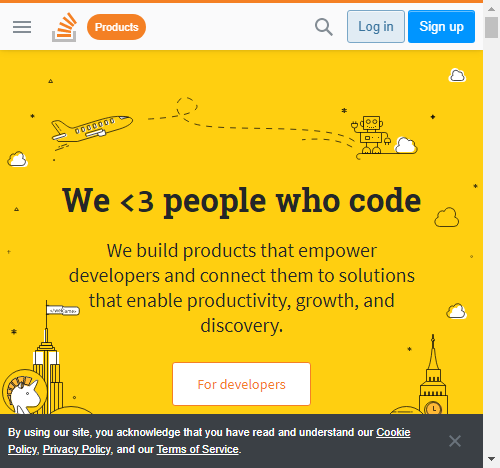 Products
Log in
Sign up
We <3 people who code
We build products that empower
developers and connect them to solutions
that enable productivity, growth, and
discovery.
For developers
By using our site, you acknowledge that you have read and understand our Cookie
Policy, Privacy Policy, and our Terms of Service.